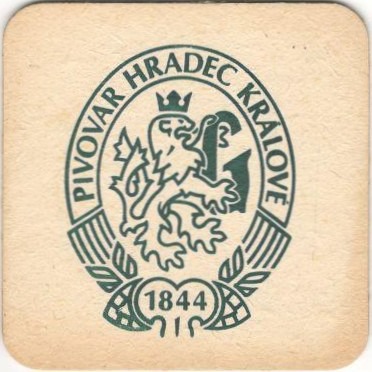 PIVOVAR HRADEC KRÁLOVÉ
G
1844